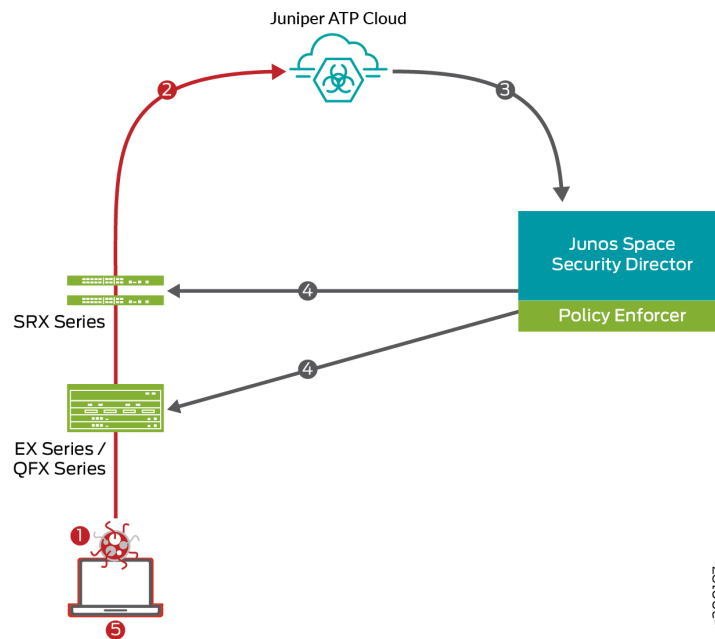 Juniper ATP Cloud
2
3
Junos Space
Security Director
4
Policy Enforcer
SRX Series
4
EX Series /
QFX Series
1
5